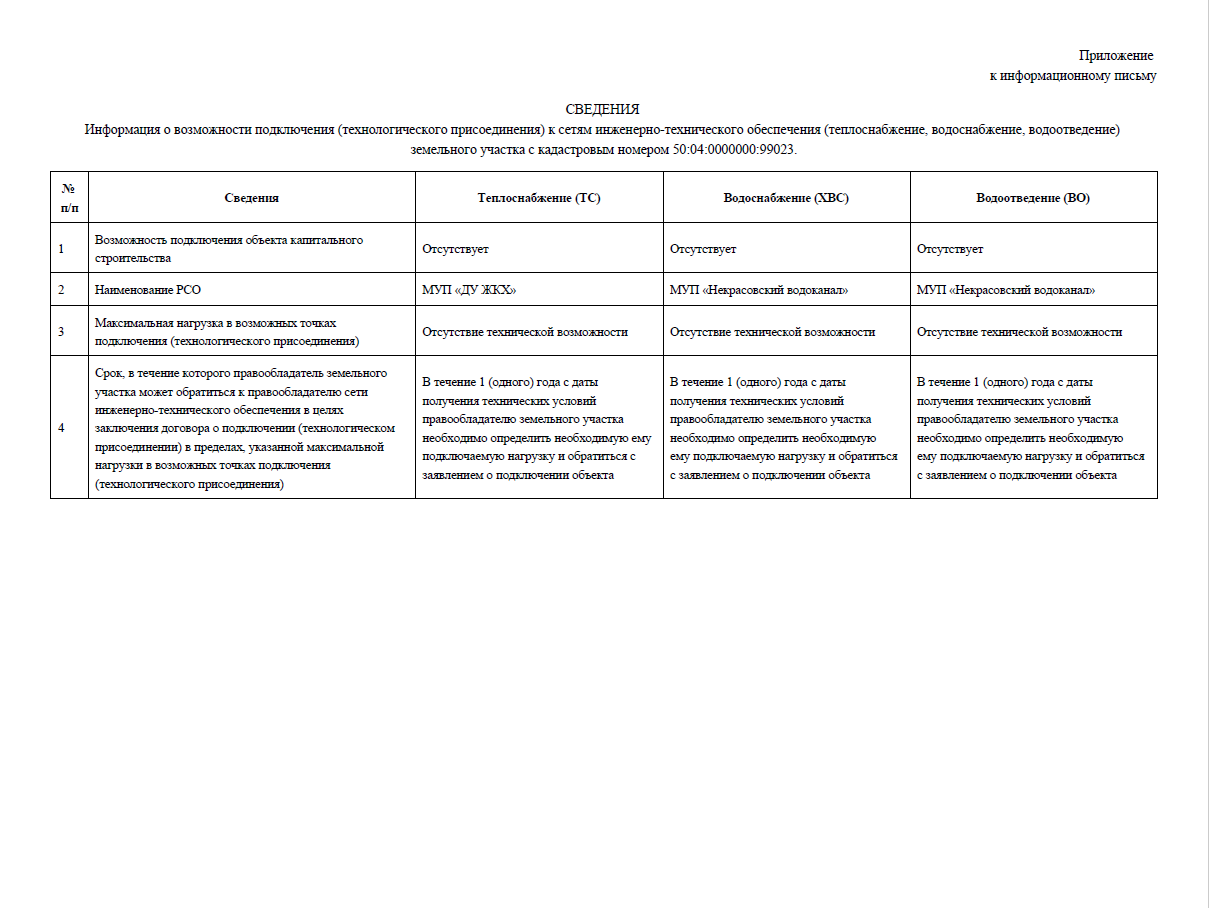 Приложение
к информационному письму
СВЕДЕНИЯ
Информация о возможности подключения (технологического присоединения) к сетям инженерно-технического обеспечения (теплоснабжение, водоснабжение, водоотведение)
земельного участка с кадастровым номером 50:04:0000000:99023.
№
п/п
Сведения
Теплоснабжение (ТС)
Водоснабжение (ХВС)
Водоотведение (ВО)
1
Возможность подключения объекта капитального
строительства
Отсутствует
Отсутствует
Отсутствует
2
Наименование РСО
МУП «ДУ ЖКХ»
МУП «Некрасовский водоканал»
МУП «Некрасовский водоканал»
3
Максимальная нагрузка в возможных точках
подключения (технологического присоединения)
Отсутствие технической возможности
Отсутствие технической возможности
Отсутствие технической возможности
4
Срок, в течение которого правообладатель земельного
участка может обратиться к правообладателю сети
инженерно-технического обеспечения в целях
заключения договора о подключении (технологическом
присоединении) в пределах, указанной максимальной
нагрузки в возможных точках подключения
(технологического присоединения)
В течение 1 (одного) года с даты
получения технических условий
правообладателю земельного участка
необходимо определить необходимую ему
подключаемую нагрузку и обратиться с
заявлением о подключении объекта
В течение 1 (одного) года с даты
получения технических условий
правообладателю земельного участка
необходимо определить необходимую
ему подключаемую нагрузку и обратиться
с заявлением о подключении объекта
В течение 1 (одного) года с даты
получения технических условий
правообладателю земельного участка
необходимо определить необходимую
ему подключаемую нагрузку и обратиться
с заявлением о подключении объекта